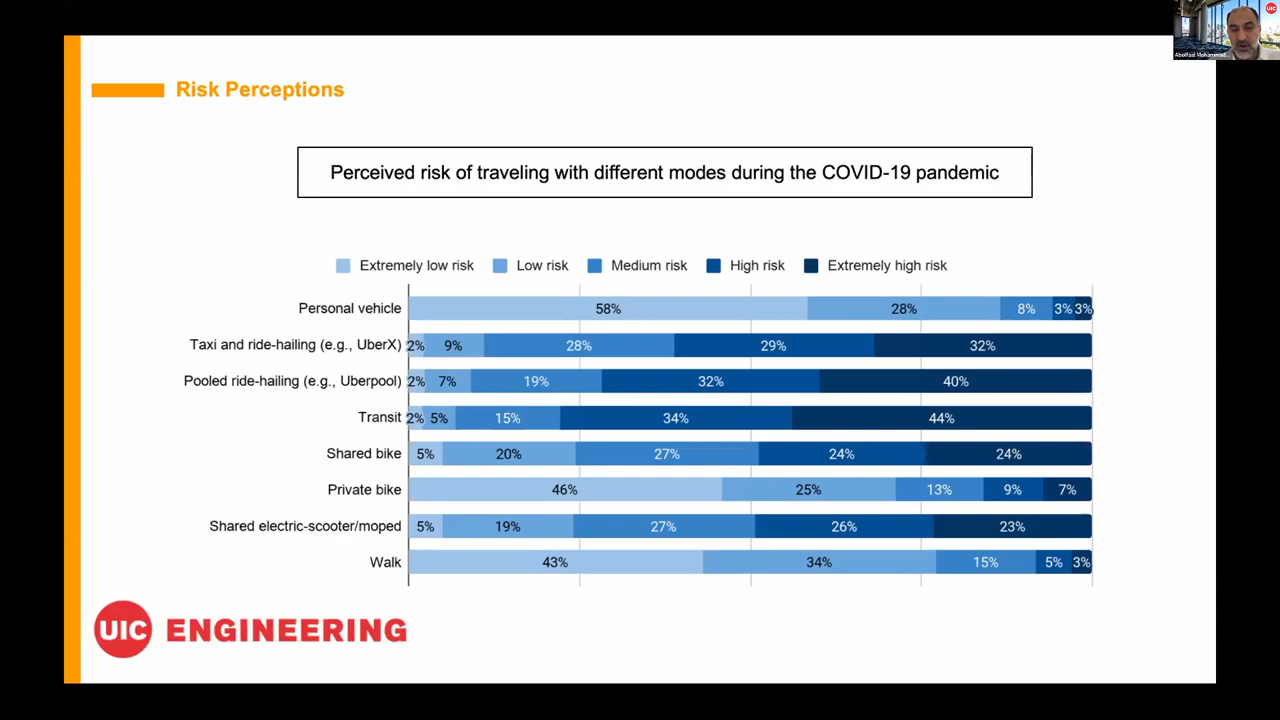 UIC
Abolfazl Mohammad...
Risk Perceptions
Perceived risk of traveling with different modes during the COVID-19 pandemic
Extremely low risk Low risk Medium risk High risk Extremely high risk
Personal vehicle 58% 28% 8% 3% 3%
Taxi and ride-hailing (e.g., UberX) 2% 9% 28% 29% 32%
Pooled ride-hailing (e.g., Uberpool) 2% 7% 19% 32% 40%
Transit 2% 5% 15% 34% 44%
Shared bike 5% 20% 27% 24% 24%
Private bike 46% 25% 13% 9% 7%
Shared electric-scooter/moped 5% 19% 27% 26% 23%
Walk 43% 34% 15% 5% 3%
UIC ENGINEERING